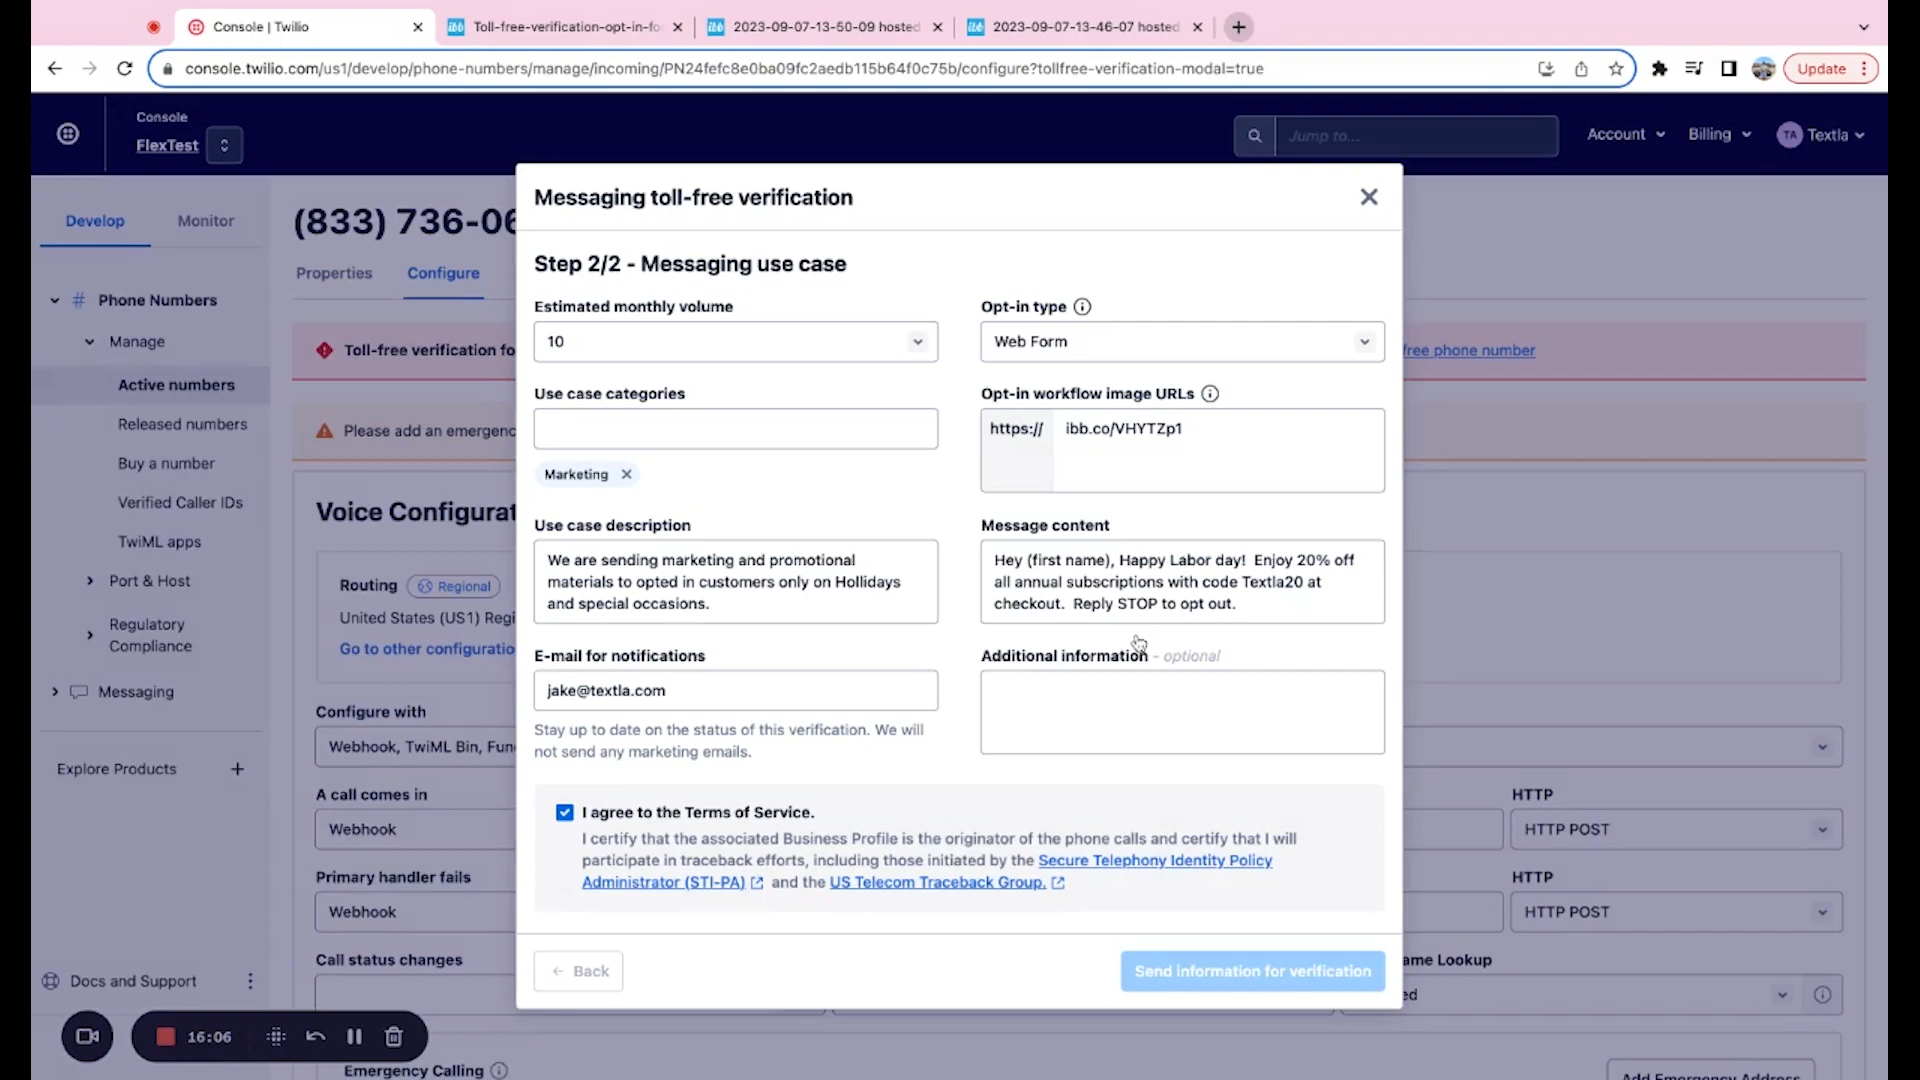 Console | Twilio
Toll-free-verification-opt-in-fo
2023-09-07-13-50-09 hosted
2023-09-07-13-46-07 hosted
console.twilio.com/us1/develop/phone-numbers/manage/incoming/PN24fefc8e0ba09fc2aedb115b64f0c75b/configure?tollfree-verification-modal=true
Update
Console
FlexTest
Jump to...
Account
Billing
TA
Textla
Develop
Monitor
Phone Numbers
Manage
Active numbers
Released numbers
Buy a number
Verified Caller IDs
TwiML apps
Port & Host
Regulatory
Compliance
Messaging
Explore Products
Docs and Support
16:06
(833) 736-06
Properties
Configure
Toll-free verification fo
free phone number
Please add an emergenc
Voice Configurat
Routing
Regional
United States (US1) Regi
Go to other configuratio
Configure with
Webhook, TwiML Bin, Fun
A call comes in
Webhook
HTTP
HTTP POST
Primary handler fails
Webhook
HTTP
HTTP POST
Call status changes
ame Lookup
ed
Emergency Calling
Add Emergency Address
Messaging toll-free verification
Step 2/2 - Messaging use case
Estimated monthly volume
10
Opt-in type
Web Form
Use case categories
Marketing
Opt-in workflow image URLs
https://
ibb.co/VHYTZp1
Use case description
We are sending marketing and promotional
materials to opted in customers only on Hollidays
and special occasions.
Message content
Hey (first name), Happy Labor day! Enjoy 20% off
all annual subscriptions with code Textla20 at
checkout. Reply STOP to opt out.
E-mail for notifications
jake@textla.com
Stay up to date on the status of this verification. We will
not send any marketing emails.
Additional information - optional
I agree to the Terms of Service.
I certify that the associated Business Profile is the originator of the phone calls and certify that I will
participate in traceback efforts, including those initiated by the Secure Telephony Identity Policy
Administrator (STI-PA) and the US Telecom Traceback Group.
Back
Send information for verification